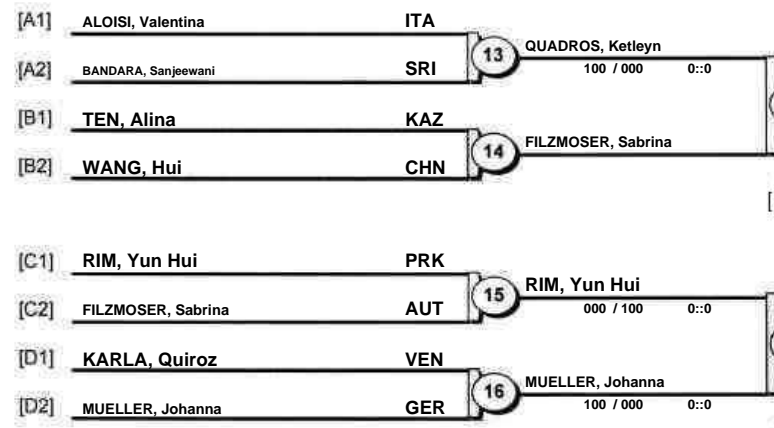 [A1] ALOISI, Valentina ITA
13 QUADROS, Ketleyn
[A2] BANDARA, Sanjeewani SRI
100 / 000 0::0
[B1] TEN, Alina KAZ
14 FILZMOSER, Sabrina
[B2] WANG, Hui CHN
[
[C1] RIM, Yun Hui PRK
15 RIM, Yun Hui
[C2] FILZMOSER, Sabrina AUT
000 / 100 0::0
[D1] KARLA, Quiroz VEN
16 MUELLER, Johanna
[D2] MUELLER, Johanna GER
100 / 000 0::0